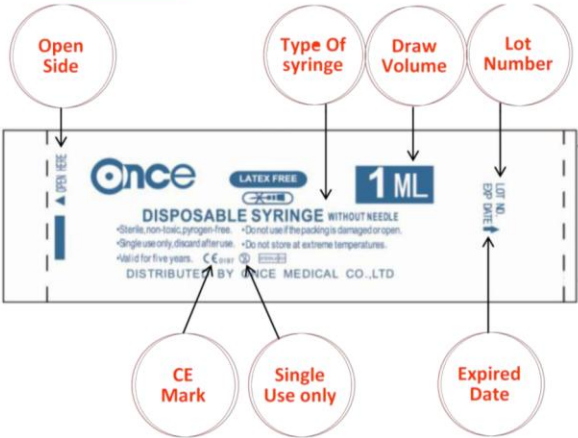 Open
Side
Type Of
syringe
Draw
Volume
Lot
Number
OPEN HERE
Once
LATEX FREE
1 ML
LOT NO.
EXP DATE
DISPOSABLE SYRINGE WITHOUT NEEDLE
•Sterile,non-toxic,pyrogen-free. •Do not use if the packing is damaged or open.
•Single use only, discard after use. •Do not store at extreme temperatures.
•Valid for five years. CE 0197
DISTRIBUTED BY ONCE MEDICAL CO.,LTD
CE
Mark
Single
Use only
Expired
Date